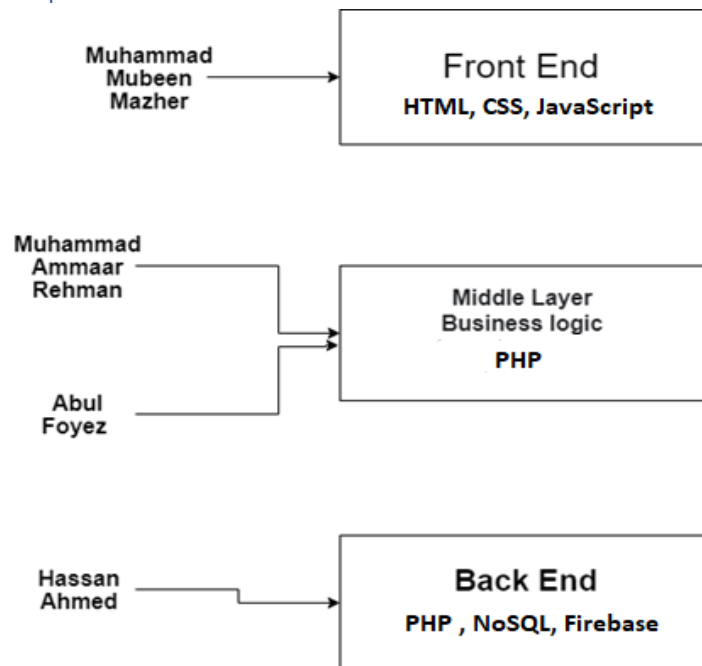 Muhammad
Mubeen
Mazher
Front End
HTML, CSS, JavaScript
Muhammad
Ammaar
Rehman
Middle Layer
Business logic
PHP
Abul
Foyez
Hassan
Ahmed
Back End
PHP , NoSQL, Firebase